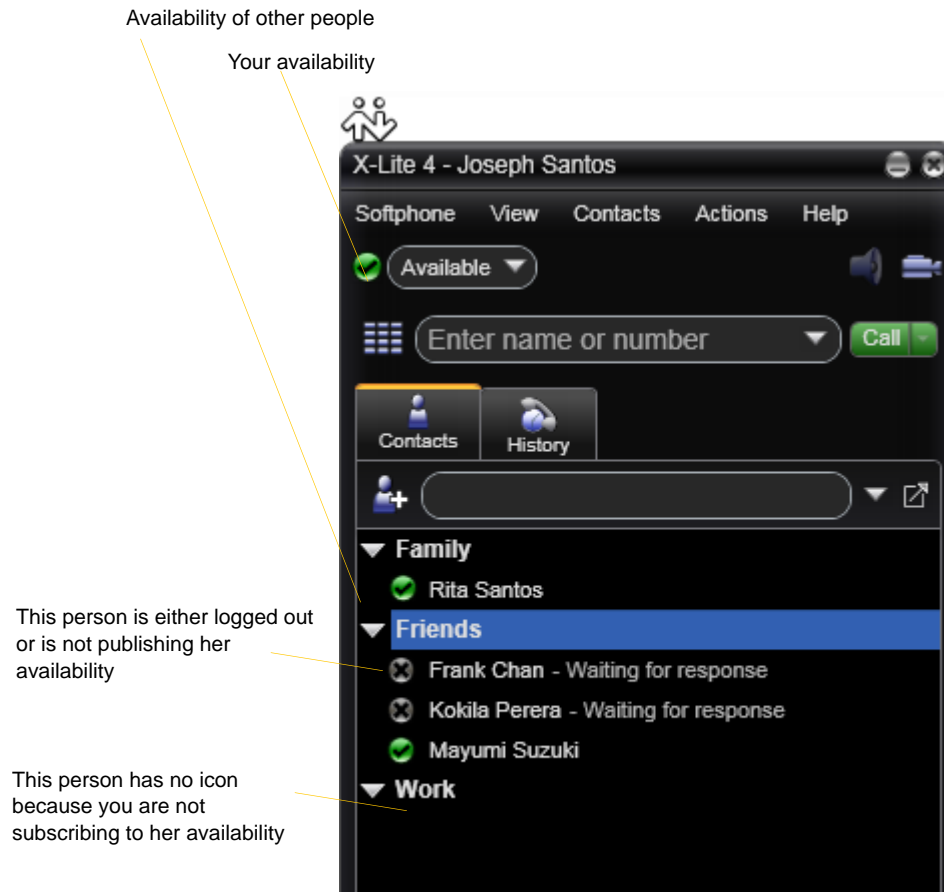 Availability of other people
Your availability
X-Lite 4 - Joseph Santos
Softphone View Contacts Actions Help
Available
Enter name or number Call
Contacts History
Family
Rita Santos
This person is either logged out
or is not publishing her
availability
Friends
Frank Chan - Waiting for response
Kokila Perera - Waiting for response
Mayumi Suzuki
This person has no icon
because you are not
subscribing to her availability
Work